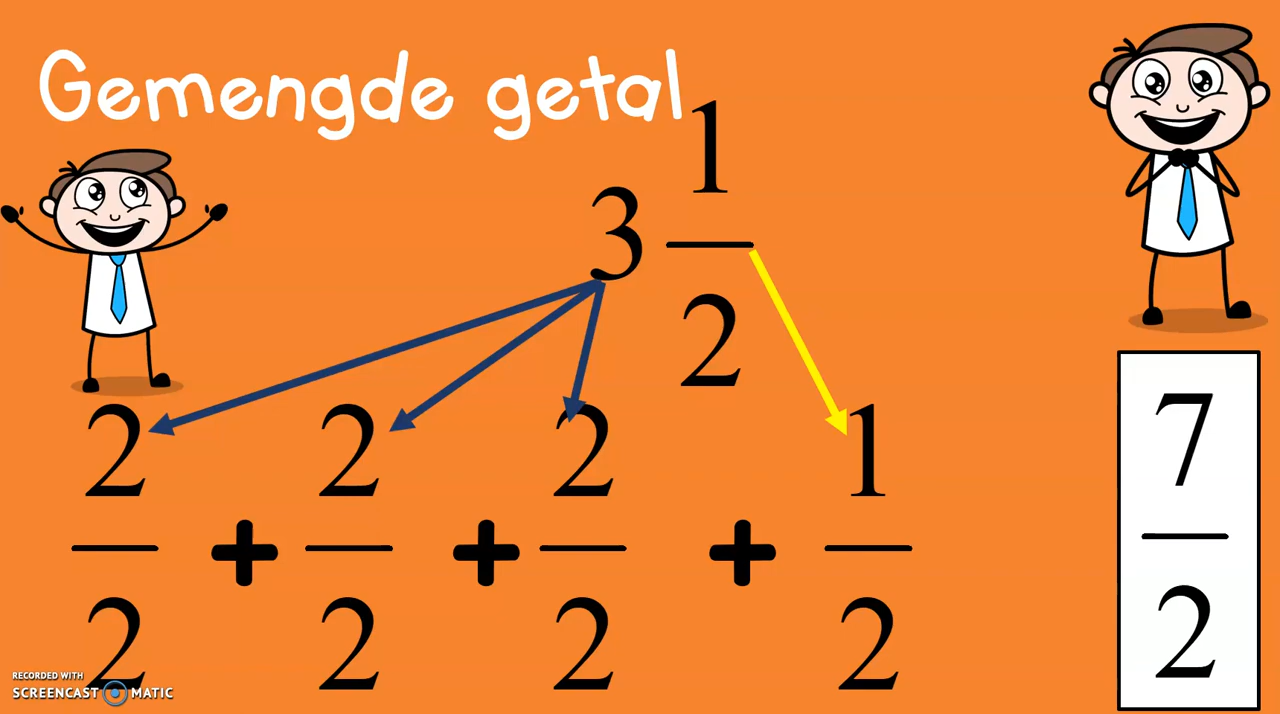 Gemengde getal
3 1/2
2/2 + 2/2 + 2/2 + 1/2
7/2
RECORDED WITH
SCREENCAST MATIC